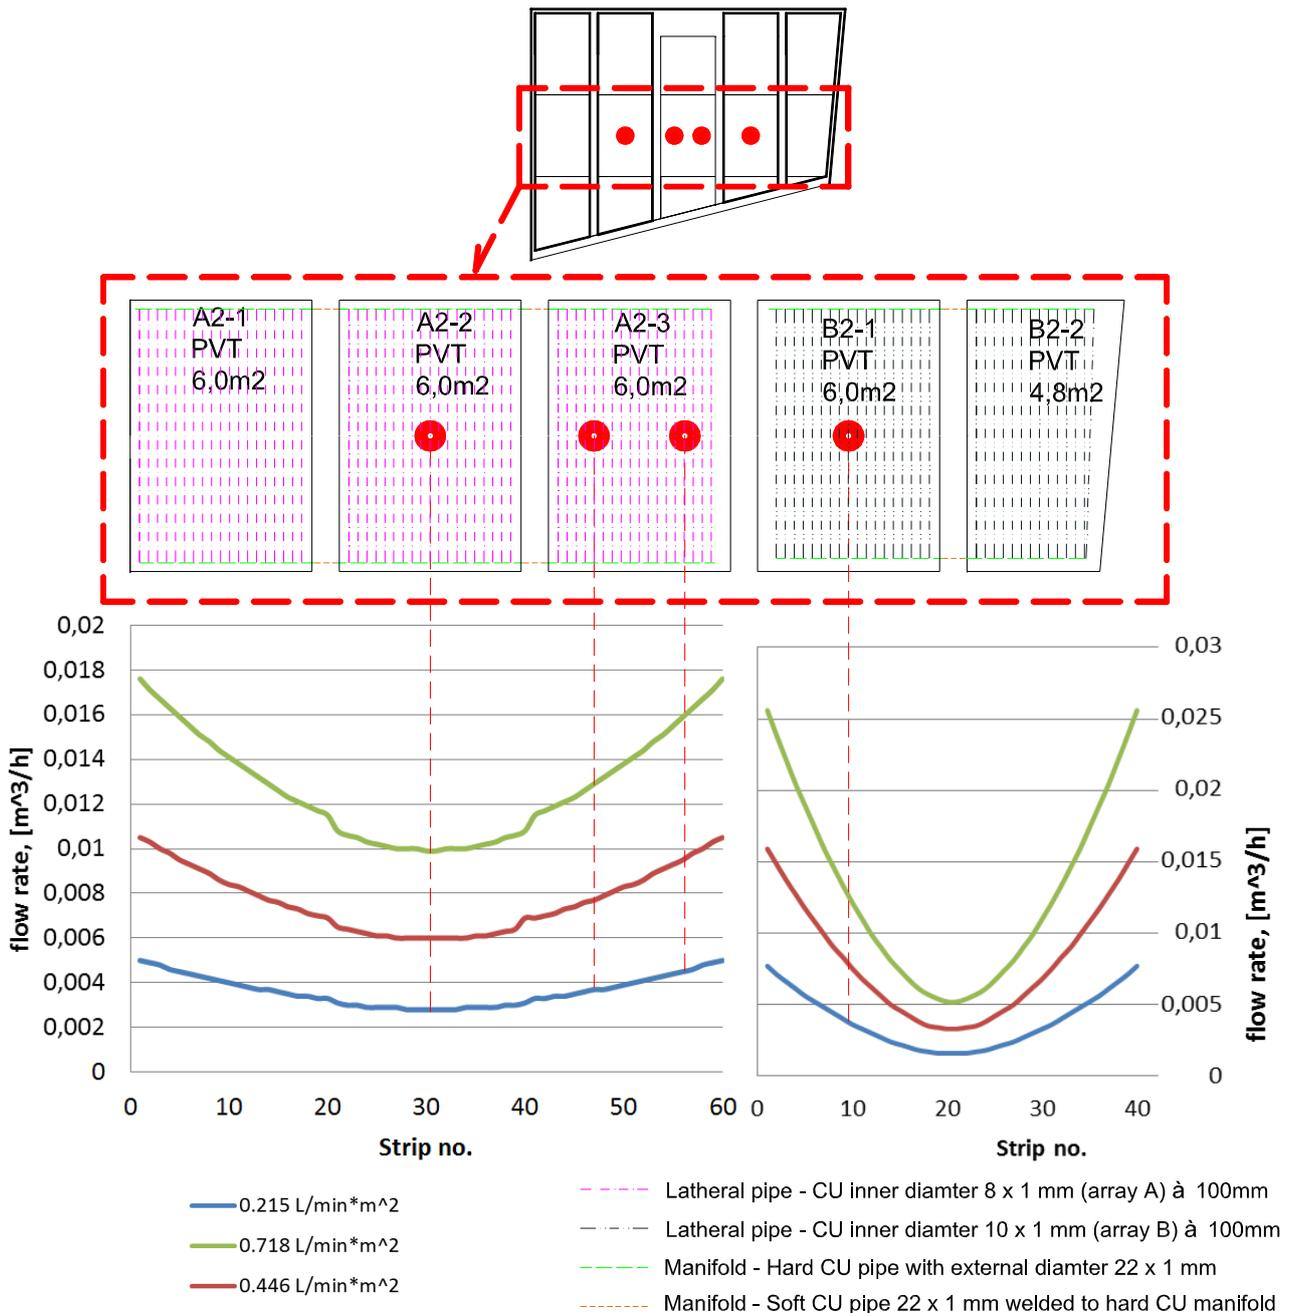 A2-1
PVT
6,0m2
A2-2
PVT
6,0m2
A2-3
PVT
6,0m2
B2-1
PVT
6,0m2
B2-2
PVT
4,8m2
0,02
0,018
0,016
0,014
0,012
0,01
0,008
0,006
0,004
0,002
0
flow rate, [m^3/h]
0 10 20 30 40 50 60
Strip no.
0,03
0,025
0,02
0,015
0,01
0,005
0
flow rate, [m^3/h]
0 10 20 30 40
Strip no.
0.215 L/min*m^2
0.718 L/min*m^2
0.446 L/min*m^2
Latheral pipe - CU inner diamter 8 x 1 mm (array A) à 100mm
Latheral pipe - CU inner diamter 10 x 1 mm (array B) à 100mm
Manifold - Hard CU pipe with external diamter 22 x 1 mm
Manifold - Soft CU pipe 22 x 1 mm welded to hard CU manifold